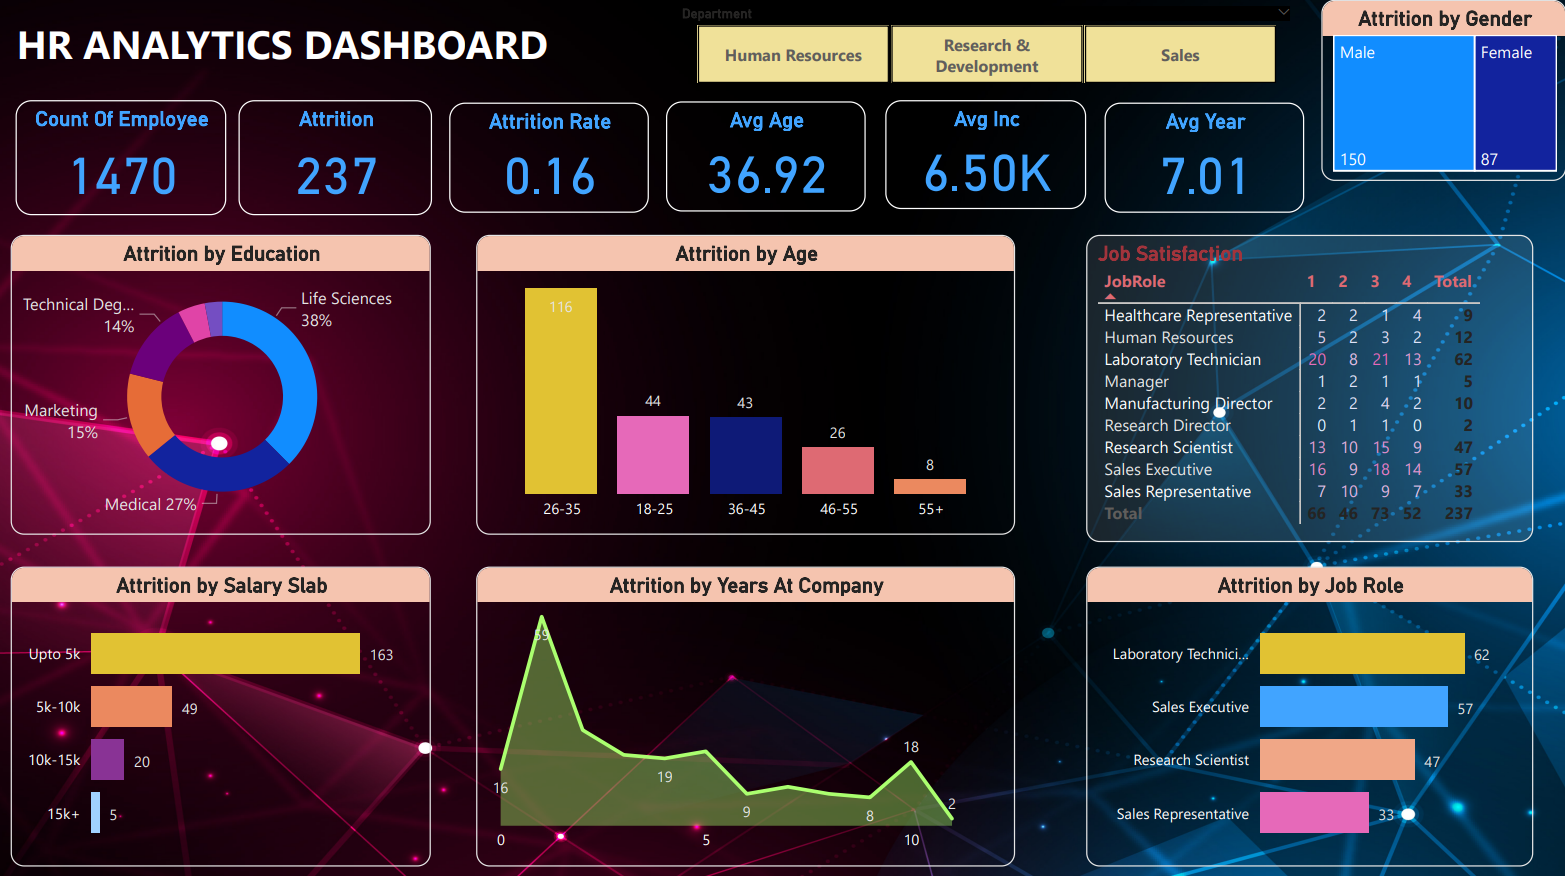 HR ANALYTICS DASHBOARD
Department
Human Resources
Research &
Development
Sales
Attrition by Gender
Male
Female
150
87
Count Of Employee
1470
Attrition
237
Attrition Rate
0.16
Avg Age
36.92
Avg Inc
6.50K
Avg Year
7.01
Attrition by Education
Technical Deg...
14%
Life Sciences
38%
Marketing
15%
Medical 27%
Attrition by Age
116
44
43
26
8
26-35 18-25 36-45 46-55 55+
Job Satisfaction
JobRole 1 2 3 4 Total
Healthcare Representative 2 2 1 4 9
Human Resources 5 2 3 2 12
Laboratory Technician 20 8 21 13 62
Manager 1 2 1 1 5
Manufacturing Director 2 2 4 2 10
Research Director 0 1 1 0 2
Research Scientist 13 10 15 9 47
Sales Executive 16 9 18 14 57
Sales Representative 7 10 9 7 33
Total 66 46 73 52 237
Attrition by Salary Slab
Upto 5k 163
5k-10k 49
10k-15k 20
15k+ 5
Attrition by Years At Company
59
16
19
9
8
18
2
0 5 10
Attrition by Job Role
Laboratory Technici... 62
Sales Executive 57
Research Scientist 47
Sales Representative 33